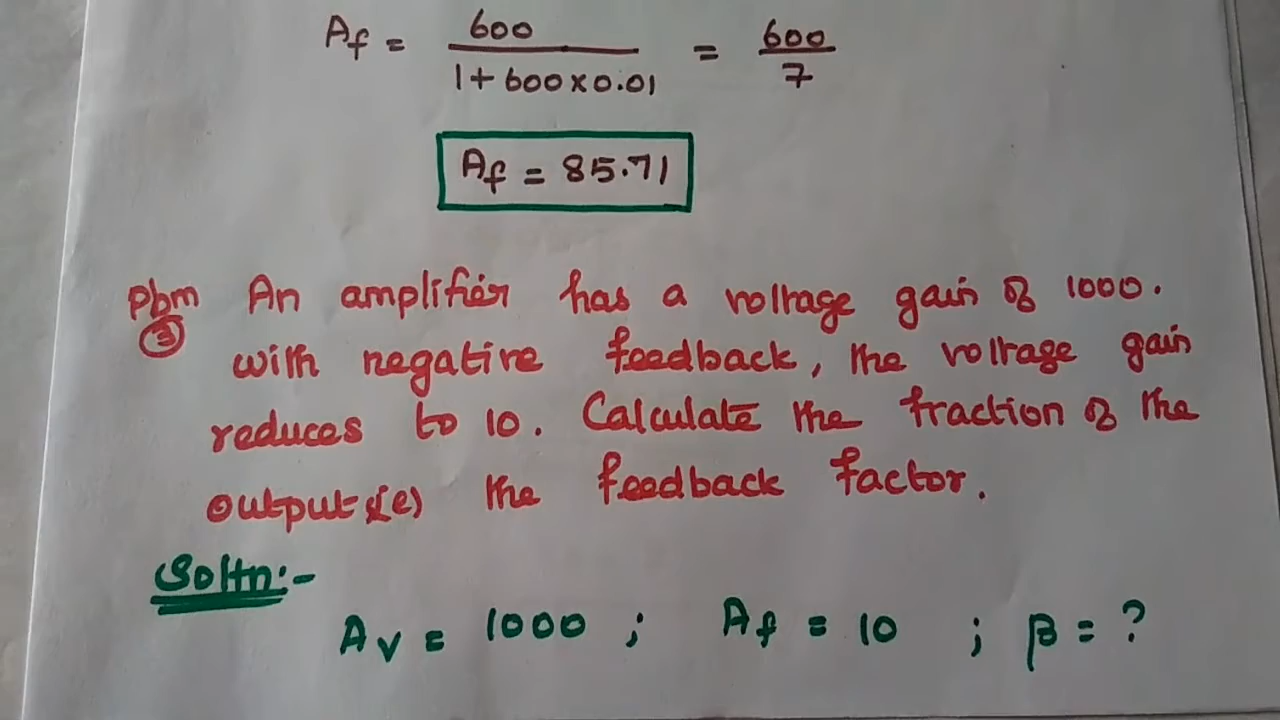 Af = 600 / 1 + 600 × 0.01 = 600 / 7
Af = 85.71
Pbm ③ An amplifier has a voltage gain of 1000.
with negative feedback, the voltage gain
reduces to 10. Calculate the fraction of the
output (ie) the feedback factor.
Soltn:-
Av = 1000 ; Af = 10 ; β = ?